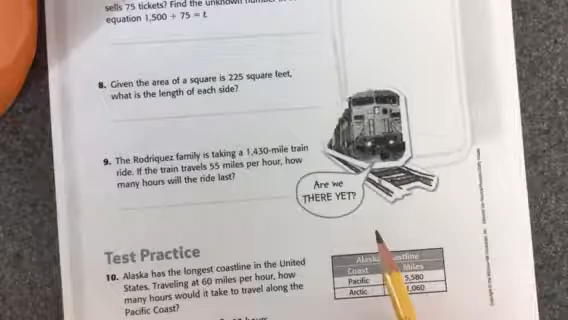 sells 75 tickets? Find the unknown
equation 1,500 + 75 = t
8. Given the area of a square is 225 square feet,
what is the length of each side?
9. The Rodriquez family is taking a 1,430-mile train
ride. If the train travels 55 miles per hour, how
many hours will the ride last?
Are we
THERE YET?
Test Practice
10. Alaska has the longest coastline in the United
States. Traveling at 60 miles per hour, how
many hours would it take to travel along the
Pacific Coast?
Alaska
Coast Miles
Pacific 5,580
Arctic 1,060